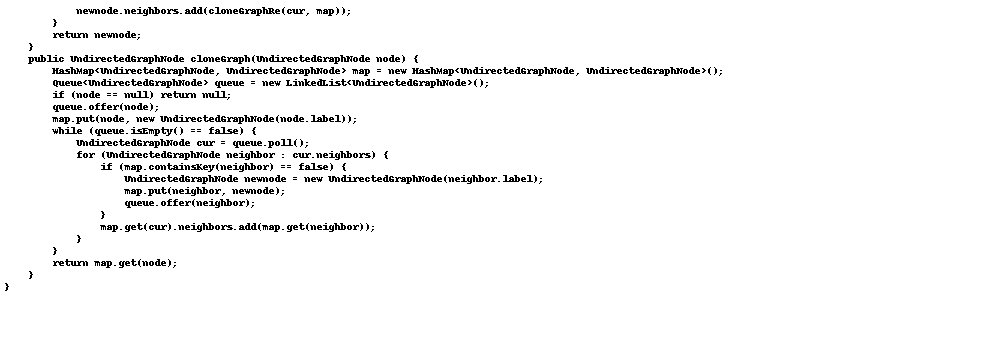 newnode.neighbors.add(cloneGraphRe(cur, map));
        }
        return newnode;
    }
    public UndirectedGraphNode cloneGraph(UndirectedGraphNode node) {
        HashMap<UndirectedGraphNode, UndirectedGraphNode> map = new HashMap<UndirectedGraphNode, UndirectedGraphNode>();
        Queue<UndirectedGraphNode> queue = new LinkedList<UndirectedGraphNode>();
        if (node == null) return null;
        queue.offer(node);
        map.put(node, new UndirectedGraphNode(node.label));
        while (queue.isEmpty() == false) {
            UndirectedGraphNode cur = queue.poll();
            for (UndirectedGraphNode neighbor : cur.neighbors) {
                if (map.containsKey(neighbor) == false) {
                    UndirectedGraphNode newnode = new UndirectedGraphNode(neighbor.label);
                    map.put(neighbor, newnode);
                    queue.offer(neighbor);
                }
                map.get(cur).neighbors.add(map.get(neighbor));
            }
        }
        return map.get(node);
    }
}